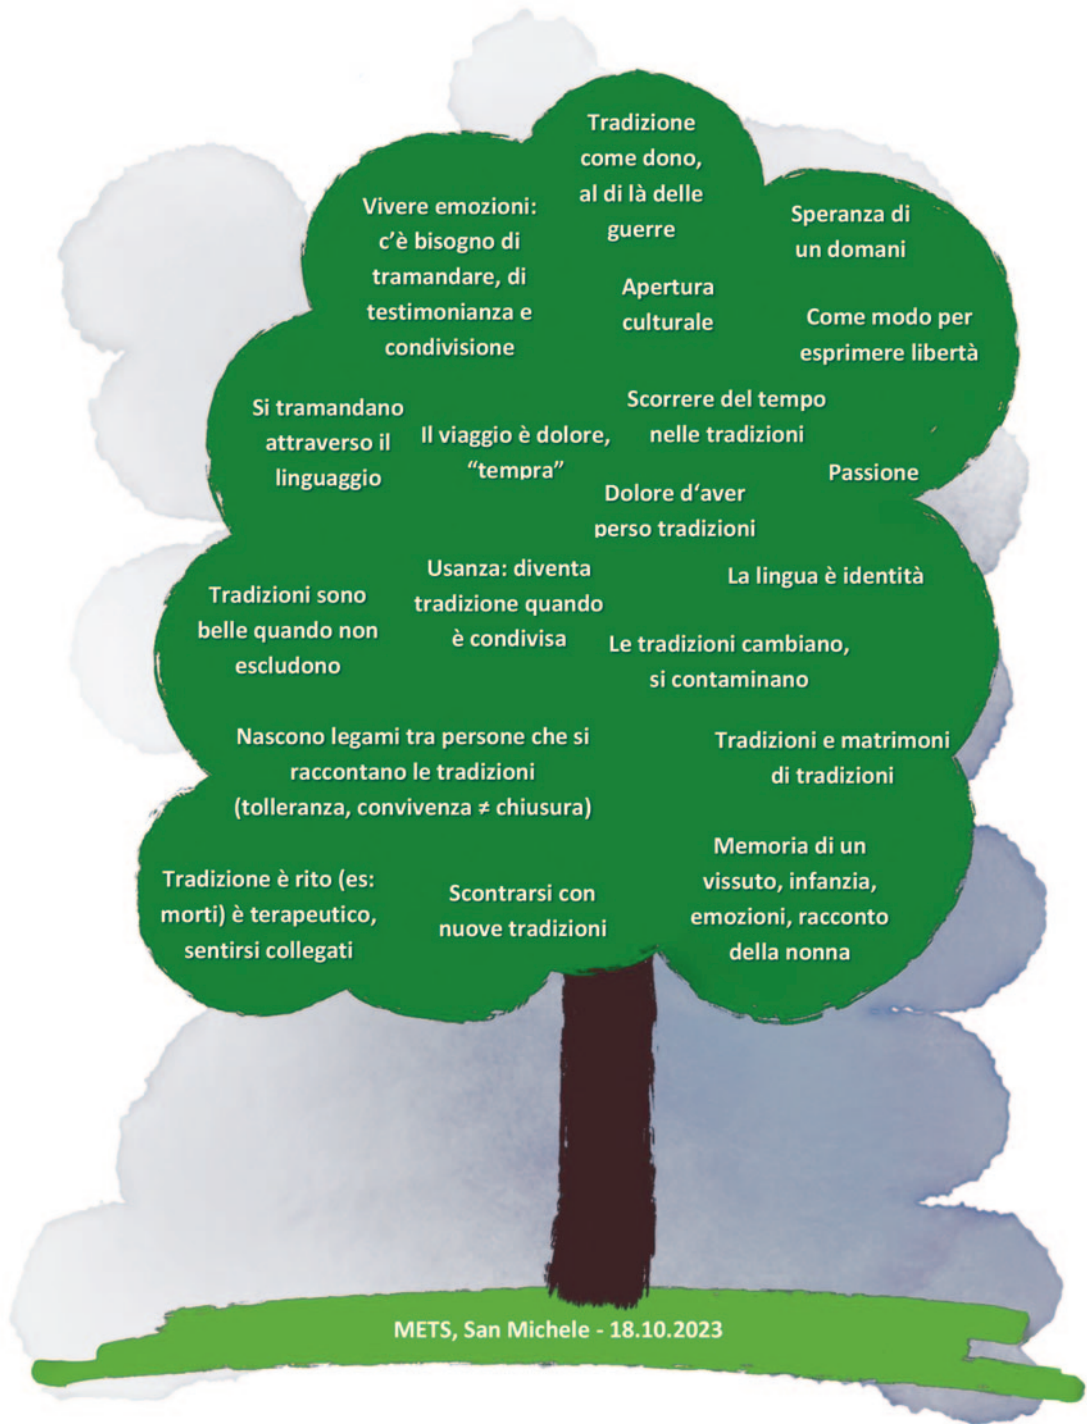 Tradizione
come dono,
al di là delle
guerre
Vivere emozioni:
c'è bisogno di
tramandare, di
testimonianza e
condivisione
Speranza di
un domani
Apertura
culturale
Come modo per
esprimere libertà
Si tramandano
attraverso il
linguaggio
Il viaggio è dolore,
“tempra”
Scorrere del tempo
nelle tradizioni
Passione
Dolore d‘aver
perso tradizioni
Tradizioni sono
belle quando non
escludono
Usanza: diventa
tradizione quando
è condivisa
La lingua è identità
Le tradizioni cambiano,
si contaminano
Nascono legami tra persone che si
raccontano le tradizioni
(tolleranza, convivenza ≠ chiusura)
Tradizioni e matrimoni
di tradizioni
Tradizione è rito (es:
morti) è terapeutico,
sentirsi collegati
Scontrarsi con
nuove tradizioni
Memoria di un
vissuto, infanzia,
emozioni, racconto
della nonna
METS, San Michele - 18.10.2023